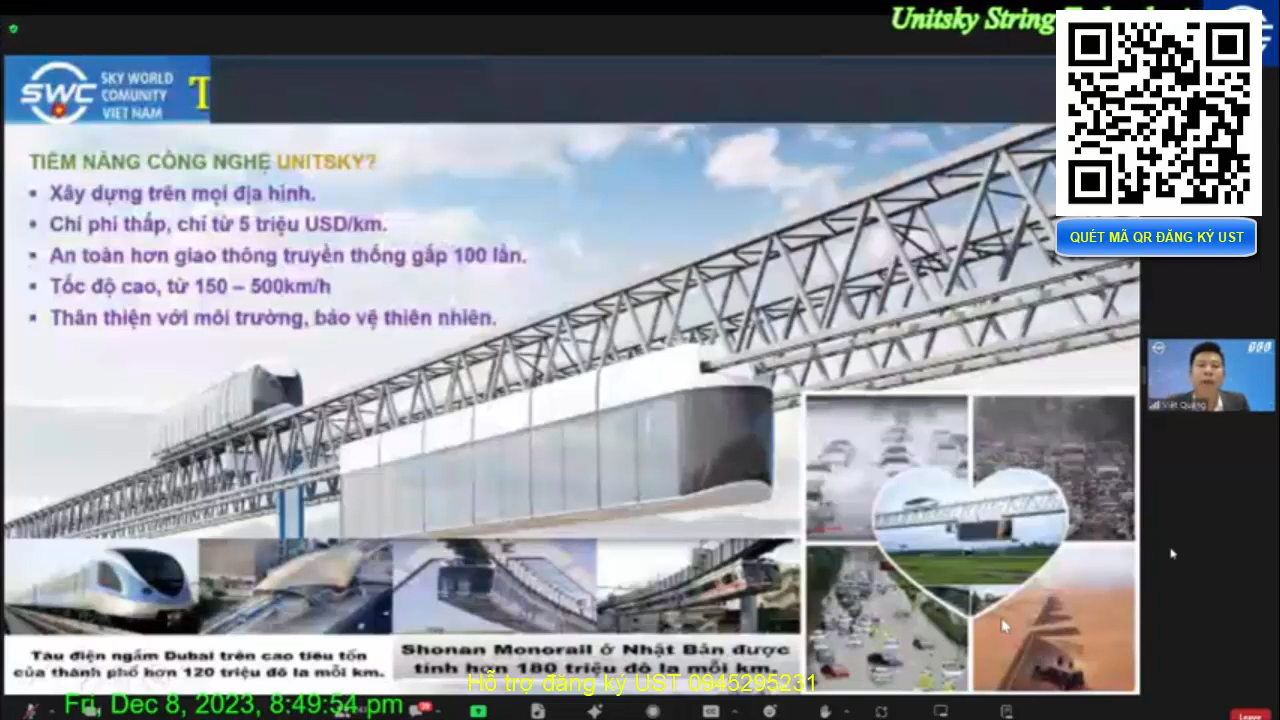 Unitsky String
SWC
SKY WORLD
COMUNITY
VIET NAM
T
TIỀM NĂNG CÔNG NGHỆ UNITSKY?
▪ Xây dựng trên mọi địa hình.
▪ Chi phí thấp, chỉ từ 5 triệu USD/km.
▪ An toàn hơn giao thông truyền thống gấp 100 lần.
▪ Tốc độ cao, từ 150 – 500km/h
▪ Thân thiện với môi trường, bảo vệ thiên nhiên.
QUÉT MÃ QR ĐĂNG KÝ UST
Việt Quang
Tàu điện ngầm Dubai trên cao tiêu tốn
của thành phố hơn 120 triệu đô la mỗi km.
Shonan Monorail ở Nhật Bản được
tính hơn 180 triệu đô la mỗi km.
Hỗ trợ đăng ký UST 0945295231
Fri, Dec 8, 2023, 8:49:54 pm
Leave